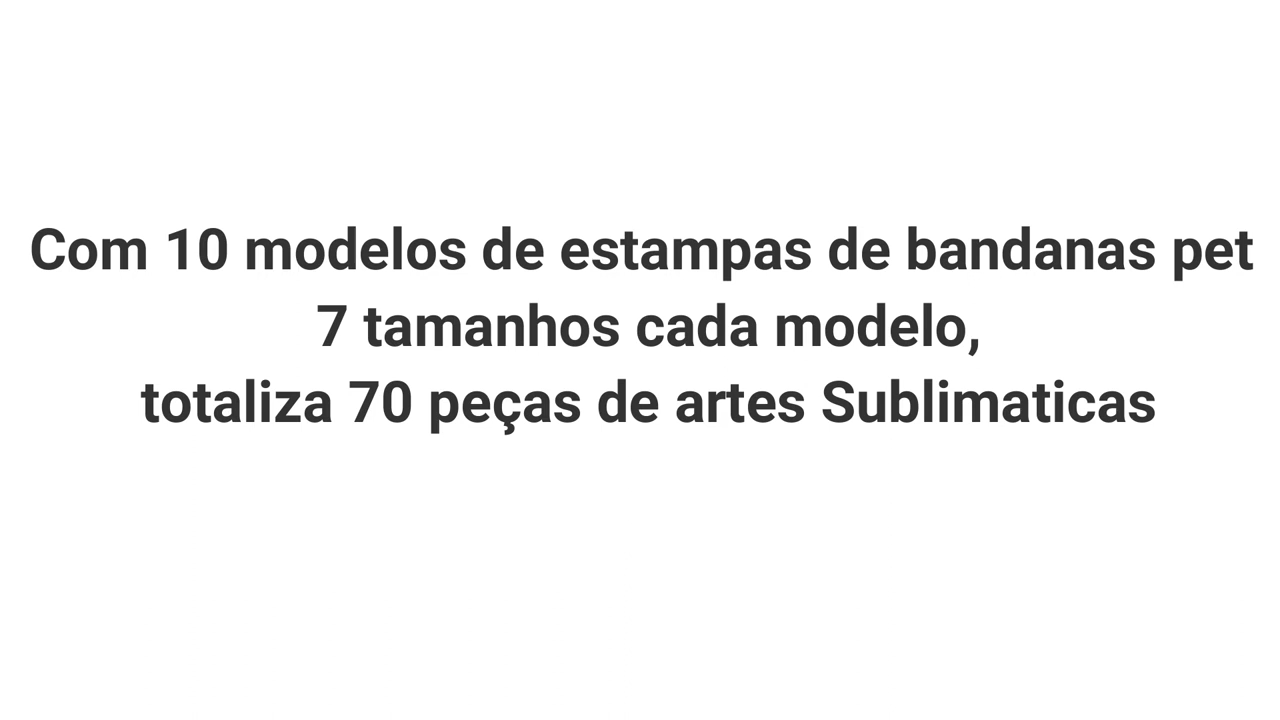 Com 10 modelos de estampas de bandanas pet
7 tamanhos cada modelo,
totaliza 70 peças de artes Sublimaticas